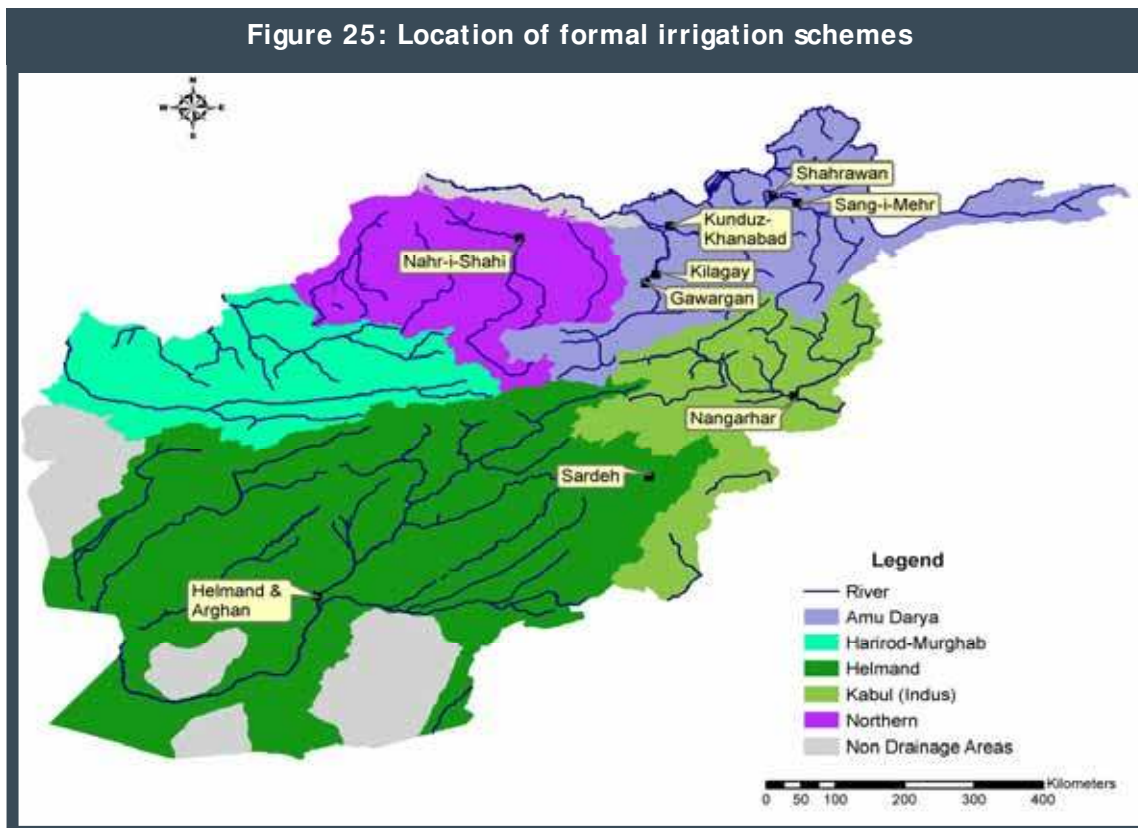 Figure 25: Location of formal irrigation schemes
N
W
E
S
Shahrawan
Sang-i-Mehr
Kunduz-
Khanabad
Nahr-i-Shahi
Kilagay
Gawargan
Nangarhar
Sardeh
Helmand &
Arghan
Legend
River
Amu Darya
Harirod-Murghab
Helmand
Kabul (Indus)
Northern
Non Drainage Areas
Kilometers
0 50 100 200 300 400